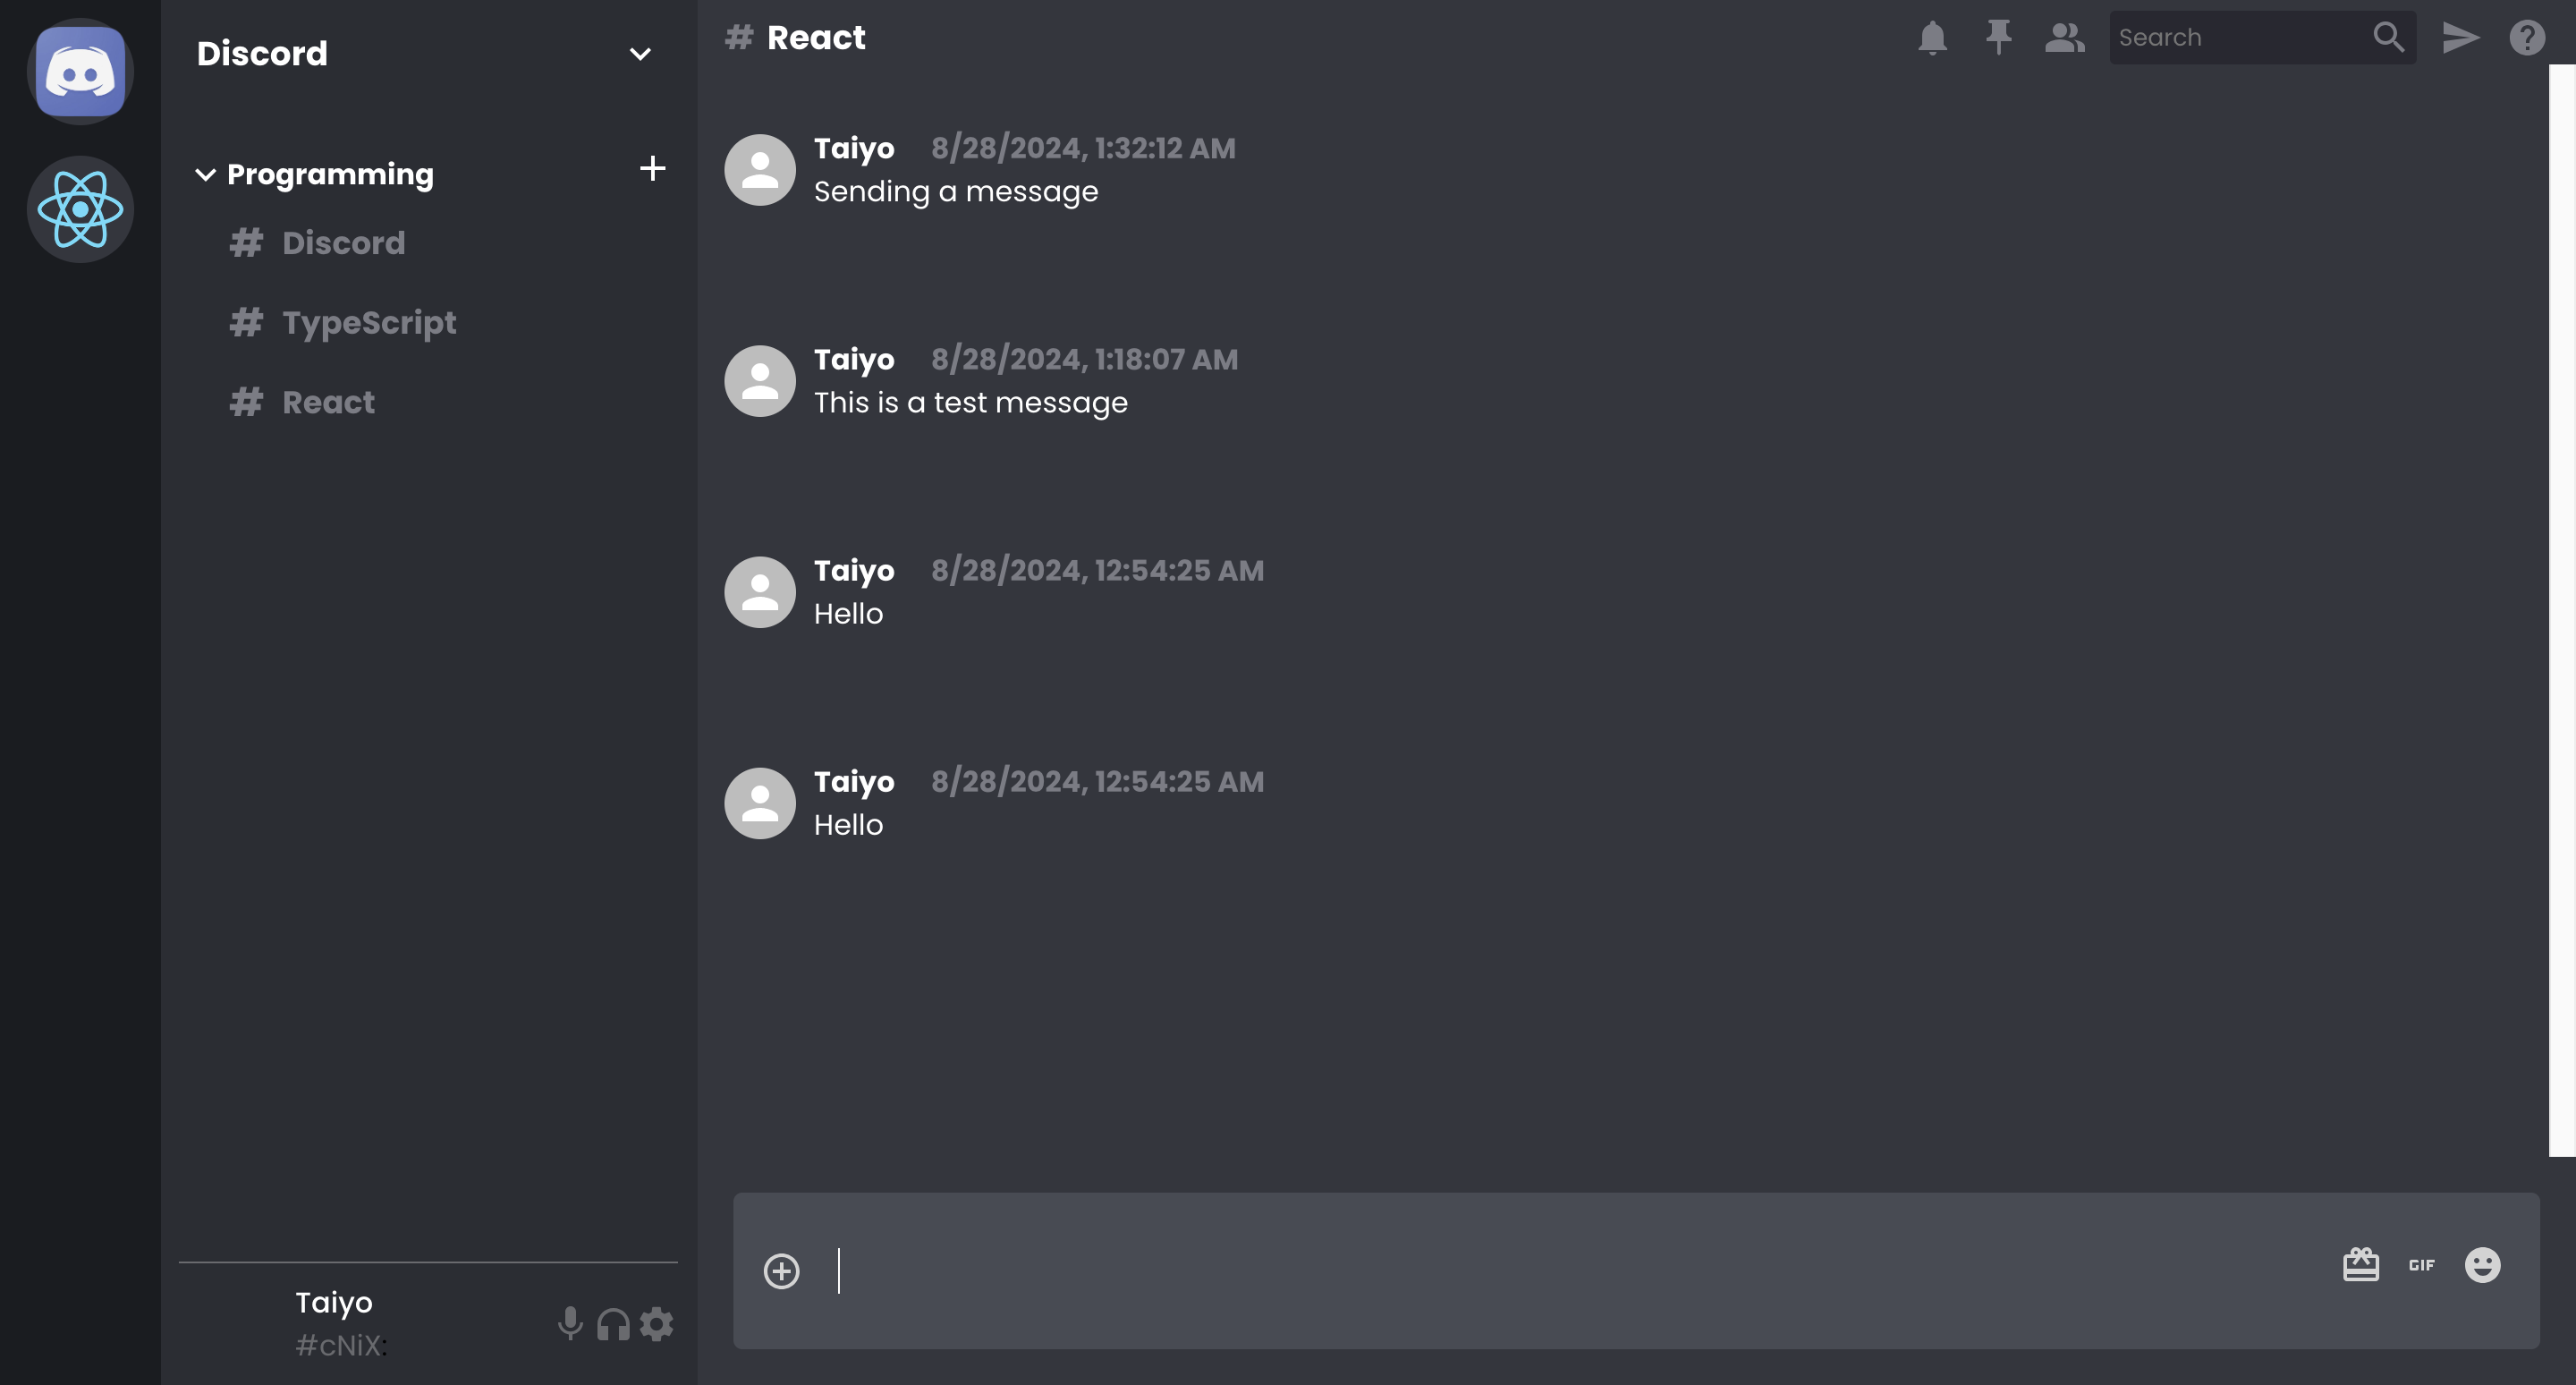 Discord
Programming
# Discord
# TypeScript
# React
Taiyo
#cNiX:
# React
Search
Taiyo 8/28/2024, 1:32:12 AM
Sending a message
Taiyo 8/28/2024, 1:18:07 AM
This is a test message
Taiyo 8/28/2024, 12:54:25 AM
Hello
Taiyo 8/28/2024, 12:54:25 AM
Hello
GIF